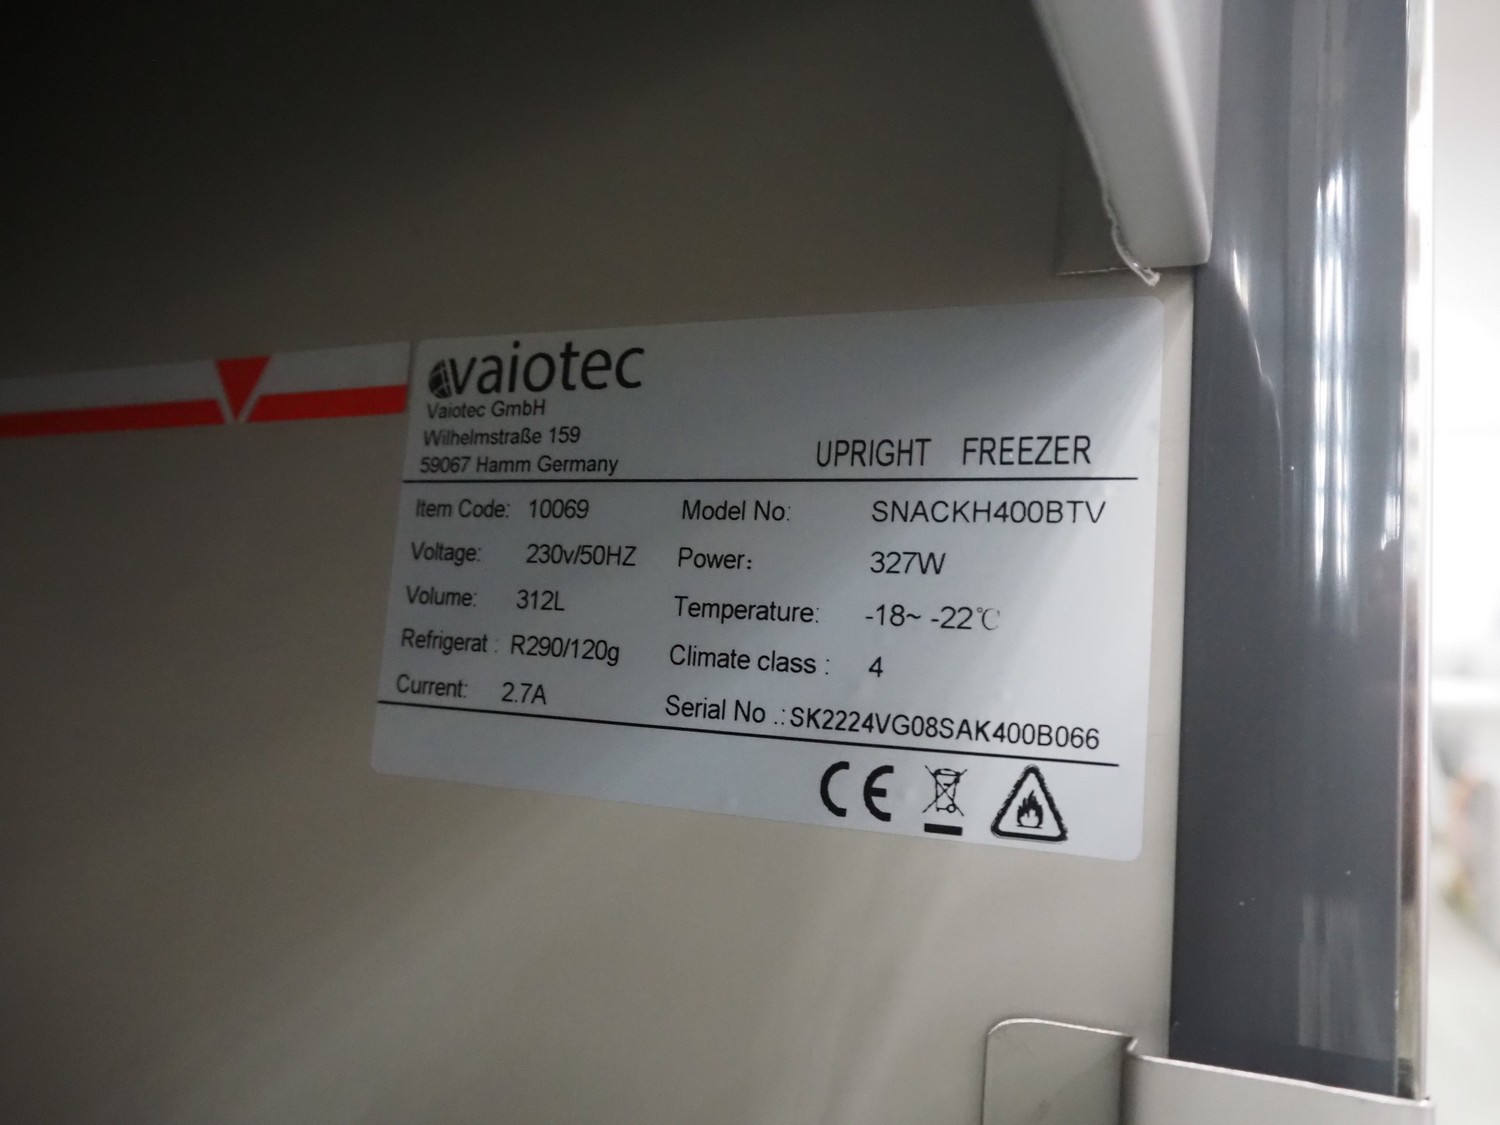 vaiotec
Vaiotec GmbH
Wilhelmstraße 159
59067 Hamm Germany
UPRIGHT FREEZER
Item Code: 10069
Model No: SNACKH400BTV
Voltage: 230v/50HZ
Power: 327W
Volume: 312L
Temperature: -18~ -22℃
Refrigerat : R290/120g
Climate class : 4
Current: 2.7A
Serial No .: SK2224VG08SAK400B066
CE